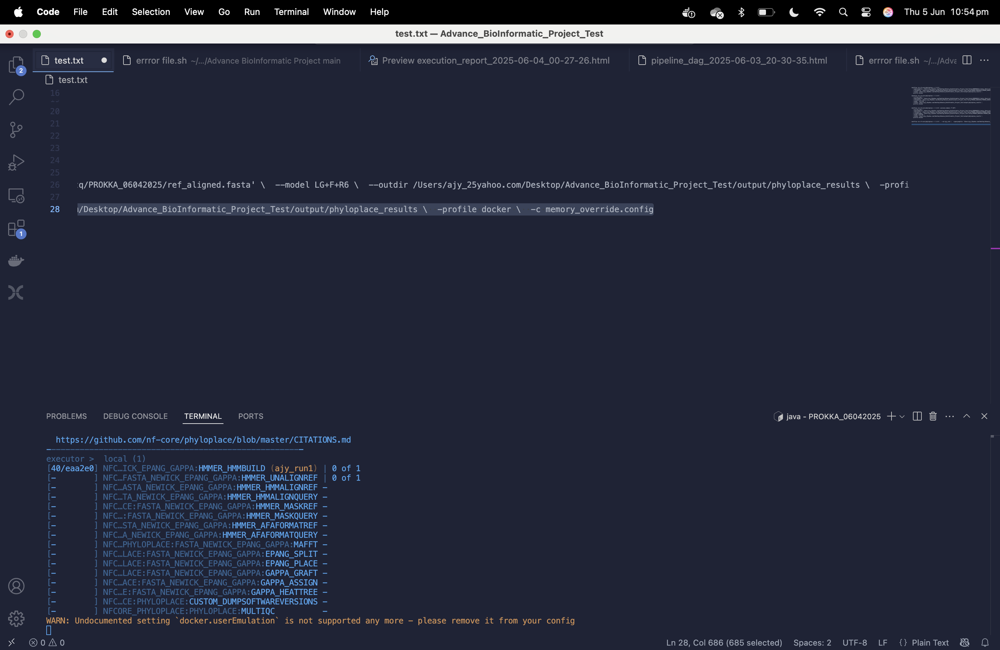 Code File Edit Selection View Go Run Terminal Window Help Thu 5 Jun 10:54 pm
test.txt — Advance_BioInformatic_Project_Test
2
test.txt errror file.sh ~/.../Advance BioInformatic Project main Preview execution_report_2025-06-04_00-27-26.html pipeline_dag_2025-06-03_20-30-35.html errror file.sh ~/.../Adva
test.txt
16
20
21
22
23
24
25
26 :q/PROKKA_06042025/ref_aligned.fasta' \  --model LG+F+R6 \  --outdir /Users/ajy_25yahoo.com/Desktop/Advance_BioInformatic_Project_Test/output/phyloplace_results \  -profi
27
28 /Desktop/Advance_BioInformatic_Project_Test/output/phyloplace_results \  -profile docker \  -c memory_override.config
1
PROBLEMS DEBUG CONSOLE TERMINAL PORTS java - PROKKA_06042025
https://github.com/nf-core/phyloplace/blob/master/CITATIONS.md
-----------------------------------------------------
executor >  local (1)
[40/eaa2e0] NFC…ICK_EPANG_GAPPA:HMMER_HMMBUILD (ajy_run1) | 0 of 1
[-        ] NFC…FASTA_NEWICK_EPANG_GAPPA:HMMER_UNALIGNREF | 0 of 1
[-        ] NFC…ASTA_NEWICK_EPANG_GAPPA:HMMER_HMMALIGNREF -
[-        ] NFC…TA_NEWICK_EPANG_GAPPA:HMMER_HMMALIGNQUERY -
[-        ] NFC…CE:FASTA_NEWICK_EPANG_GAPPA:HMMER_MASKREF -
[-        ] NFC…:FASTA_NEWICK_EPANG_GAPPA:HMMER_MASKQUERY -
[-        ] NFC…STA_NEWICK_EPANG_GAPPA:HMMER_AFAFORMATREF -
[-        ] NFC…A_NEWICK_EPANG_GAPPA:HMMER_AFAFORMATQUERY -
[-        ] NFC…PHYLOPLACE:FASTA_NEWICK_EPANG_GAPPA:MAFFT -
[-        ] NFC…LACE:FASTA_NEWICK_EPANG_GAPPA:EPANG_SPLIT -
[-        ] NFC…LACE:FASTA_NEWICK_EPANG_GAPPA:EPANG_PLACE -
[-        ] NFC…LACE:FASTA_NEWICK_EPANG_GAPPA:GAPPA_GRAFT -
[-        ] NFC…ACE:FASTA_NEWICK_EPANG_GAPPA:GAPPA_ASSIGN -
[-        ] NFC…E:FASTA_NEWICK_EPANG_GAPPA:GAPPA_HEATTREE -
[-        ] NFC…CE:PHYLOPLACE:CUSTOM_DUMPSOFTWAREVERSIONS -
[-        ] NFCORE_PHYLOPLACE:PHYLOPLACE:MULTIQC          -
WARN: Undocumented setting `docker.userEmulation` is not supported any more - please remove it from your config
0 0 Ln 28, Col 686 (685 selected) Spaces: 2 UTF-8 LF {} Plain Text